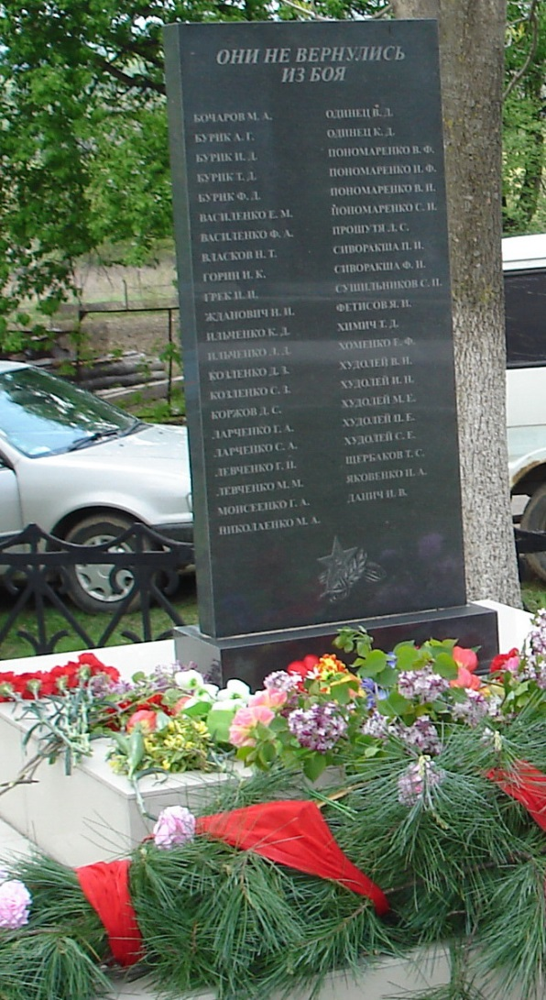 ОНИ НЕ ВЕРНУЛИСЬ
ИЗ БОЯ
БОЧАРОВ М. А.
БУРИК А. Г.
БУРИК И. Д.
БУРИК Т. Д.
БУРИК Ф. Д.
ВАСИЛЕНКО Е. М.
ВАСИЛЕНКО Ф. А.
ВЛАСКОВ Н. Т.
ГОРИН И. К.
ГРЕК
ЖДАНОВИЧ Н. И.
ИЛЬЧЕНКО К. Д.
ИЛЬЧЕНКО Л. Д.
КОЗЛЕНКО Д. З.
КОЗЛЕНКО С. З.
КОРЖОВ Д. С.
ЛАРЧЕНКО Г. А.
ЛАРЧЕНКО С. А.
ЛЕВЧЕНКО Г. П.
ЛЕВЧЕНКО М. М.
МОИСЕЕНКО Г. А.
НИКОЛАЕНКО М. А.
ОДИНЕЦ В. Д.
ОДИНЕЦ К. Д.
ПОНОМАРЕНКО В. Ф.
ПОНОМАРЕНКО И. Ф.
ПОНОМАРЕНКО В. И.
ПОНОМАРЕНКО С. И.
ПРОШУТЯ Л. С.
СИВОРАКША П. И.
СИВОРАКША Ф. И.
СУШИЛЬНИКОВ С. П.
ФЕТИСОВ Я. П.
ХИМИЧ Т. Д.
ХОМЕНКО Е. Ф.
ХУДОЛЕЙ В. И.
ХУДОЛЕЙ И. Н.
ХУДОЛЕЙ М. Е.
ХУДОЛЕЙ П. Е.
ХУДОЛЕЙ С. Е.
ЩЕРБАКОВ Т. С.
ЯКОВЕНКО П. А.
ДАПИЧ И. В.